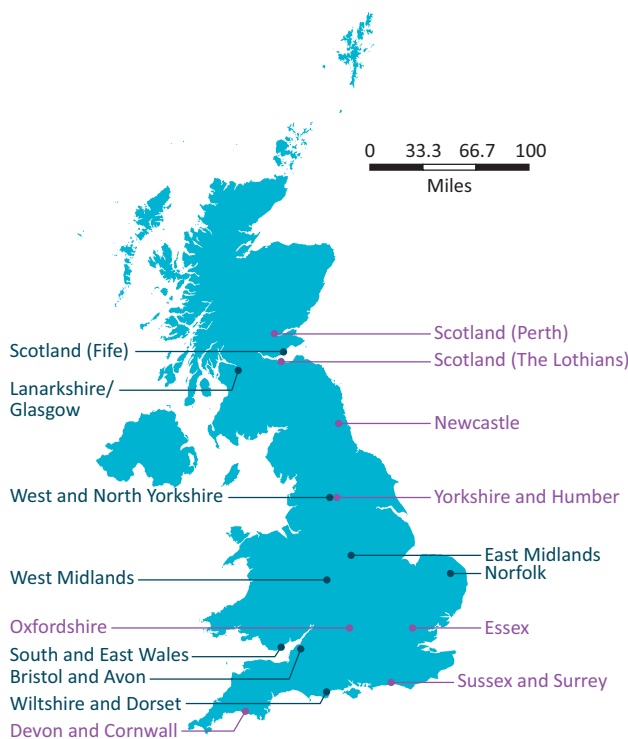 0 33.3 66.7 100
Miles
Scotland (Perth)
Scotland (Fife)
Scotland (The Lothians)
Lanarkshire/
Glasgow
Newcastle
West and North Yorkshire
Yorkshire and Humber
East Midlands
Norfolk
West Midlands
Oxfordshire
Essex
South and East Wales
Bristol and Avon
Sussex and Surrey
Wiltshire and Dorset
Devon and Cornwall